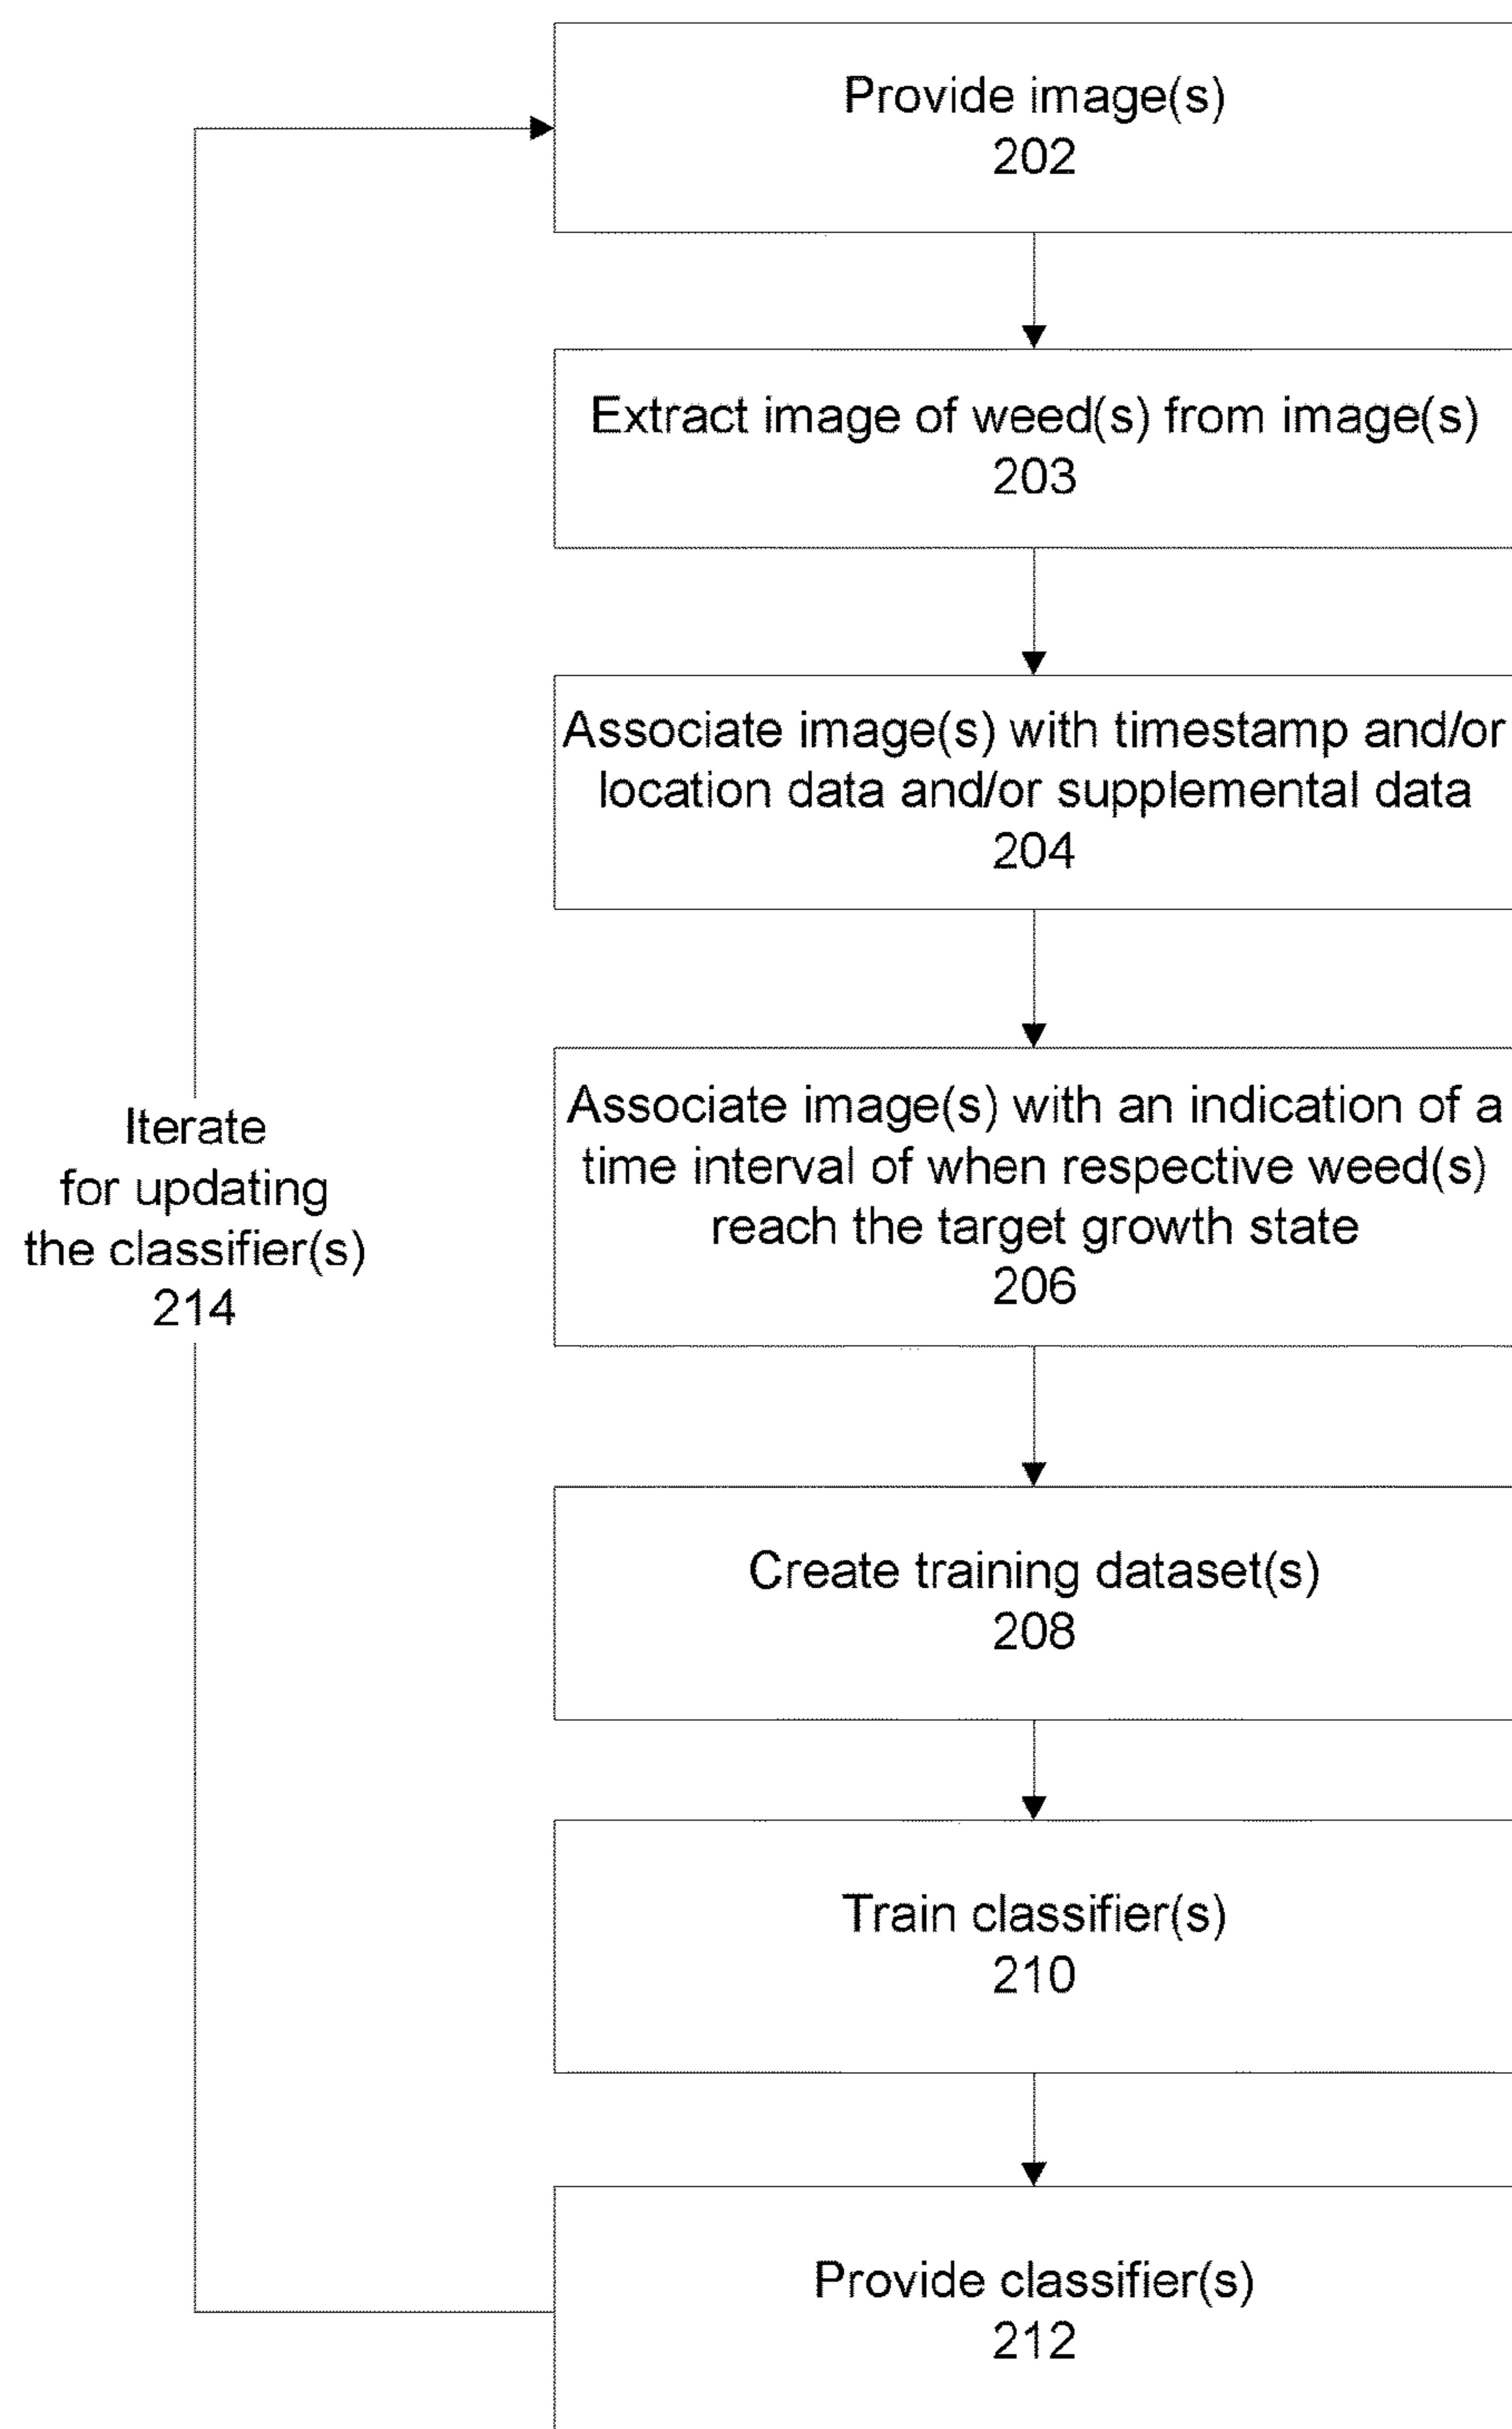 Provide image(s)
202
Extract image of weed(s) from image(s)
203
Associate image(s) with timestamp and/or
location data and/or supplemental data
204
Associate image(s) with an indication of a
time interval of when respective weed(s)
reach the target growth state
206
Iterate
for updating
the classifier(s)
214
Create training dataset(s)
208
Train classifier(s)
210
Provide classifier(s)
212